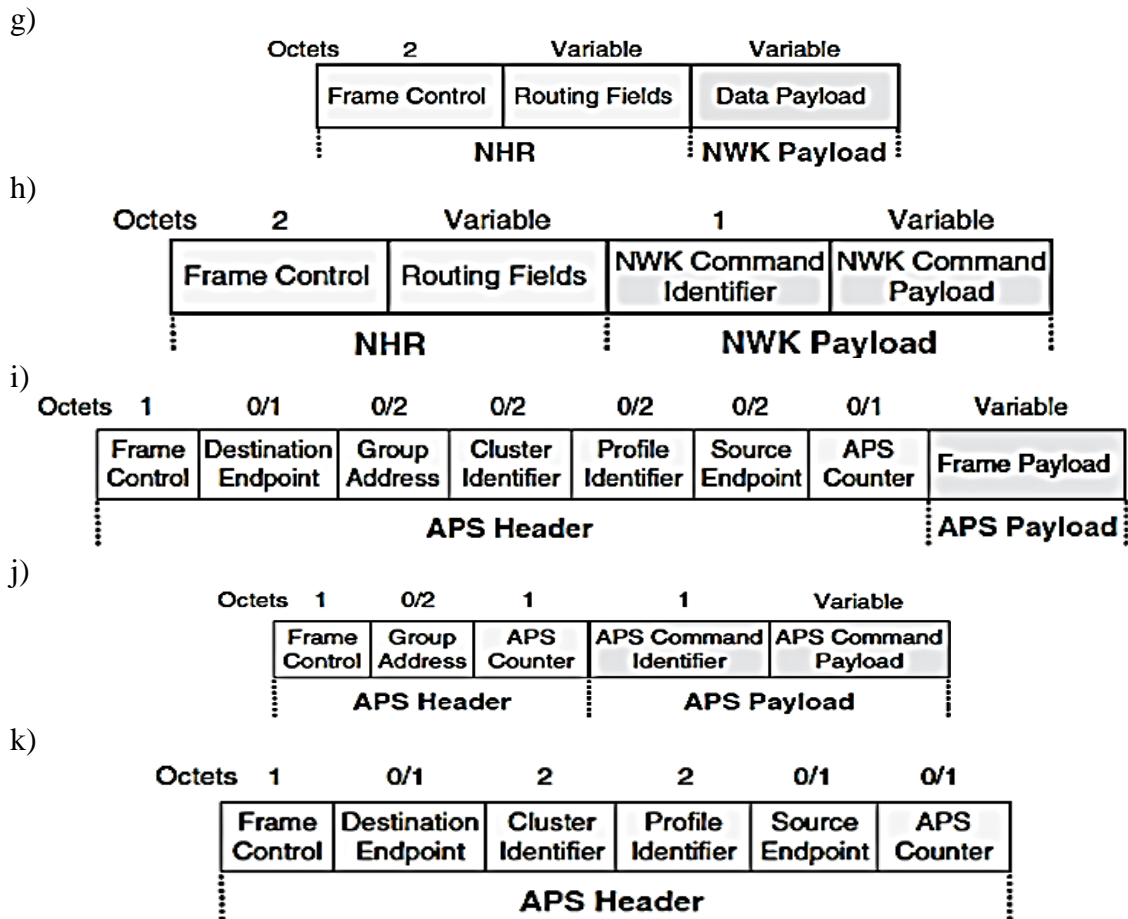 g)
Octets 2 Variable Variable
Frame Control Routing Fields Data Payload
NHR NWK Payload
h)
Octets 2 Variable 1 Variable
Frame Control Routing Fields NWK Command Identifier NWK Command Payload
NHR NWK Payload
i)
Octets 1 0/1 0/2 0/2 0/2 0/2 0/1 Variable
Frame Control Destination Endpoint Group Address Cluster Identifier Profile Identifier Source Endpoint APS Counter Frame Payload
APS Header APS Payload
j)
Octets 1 0/2 1 1 Variable
Frame Control Group Address APS Counter APS Command Identifier APS Command Payload
APS Header APS Payload
k)
Octets 1 0/1 2 2 0/1 0/1
Frame Control Destination Endpoint Cluster Identifier Profile Identifier Source Endpoint APS Counter
APS Header